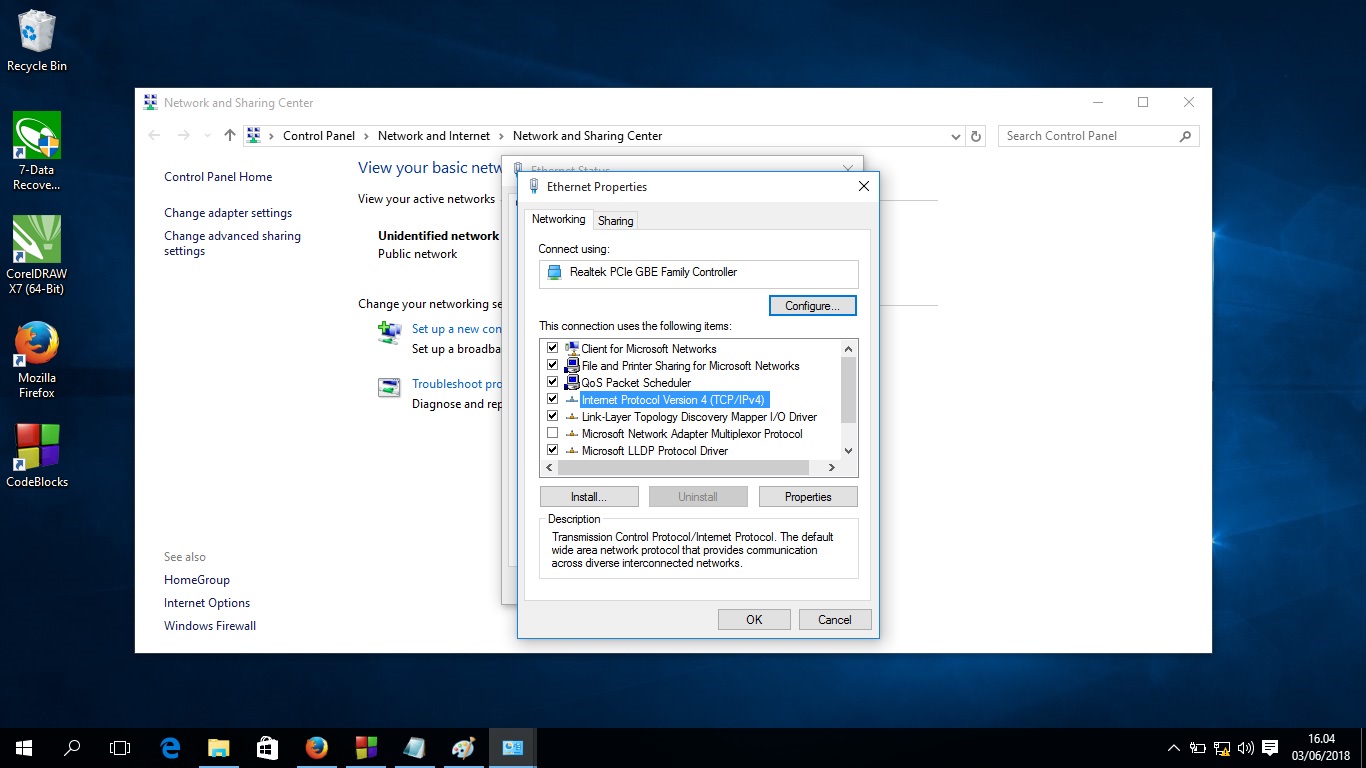 Recycle Bin
7-Data
Recove...
CorelDRAW
X7 (64-Bit)
Mozilla
Firefox
CodeBlocks
Network and Sharing Center
Control Panel
Network and Internet
Network and Sharing Center
Search Control Panel
Control Panel Home
Change adapter settings
Change advanced sharing
settings
See also
HomeGroup
Internet Options
Windows Firewall
View your basic netw
View your active networks
Unidentified network
Public network
Change your networking se
Set up a new con
Set up a broadba
Troubleshoot pro
Diagnose and rep
Ethernet Status
Ethernet Properties
Networking
Sharing
Connect using:
Realtek PCIe GBE Family Controller
Configure...
This connection uses the following items:
Client for Microsoft Networks
File and Printer Sharing for Microsoft Networks
QoS Packet Scheduler
Internet Protocol Version 4 (TCP/IPv4)
Link-Layer Topology Discovery Mapper I/O Driver
Microsoft Network Adapter Multiplexor Protocol
Microsoft LLDP Protocol Driver
Install...
Uninstall
Properties
Description
Transmission Control Protocol/Internet Protocol. The default
wide area network protocol that provides communication
across diverse interconnected networks.
OK
Cancel
16.04
03/06/2018